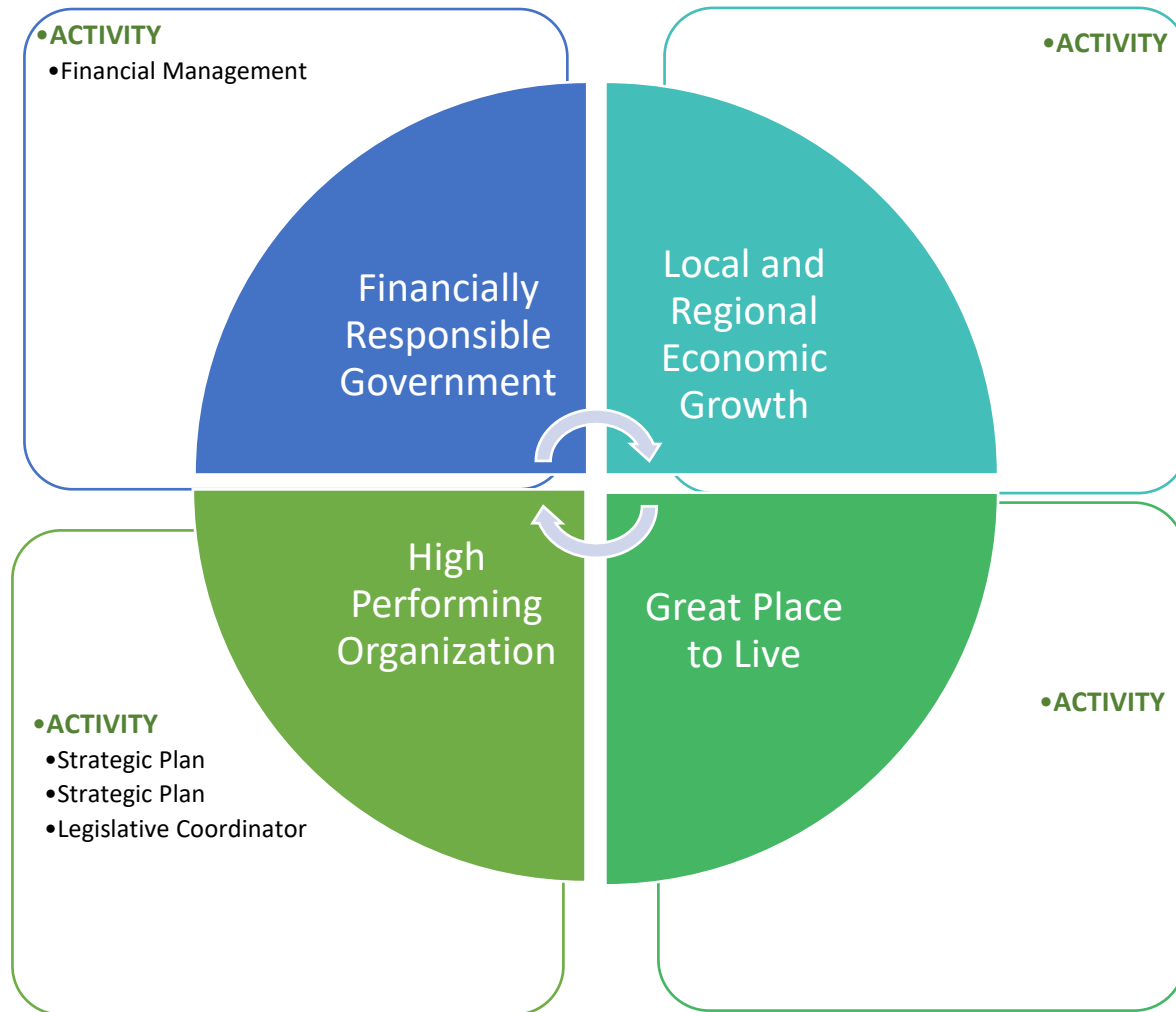 •ACTIVITY
•Financial Management
•ACTIVITY
Financially
Responsible
Government
Local and
Regional
Economic
Growth
High
Performing
Organization
Great Place
to Live
•ACTIVITY
•Strategic Plan
•Strategic Plan
•Legislative Coordinator
•ACTIVITY